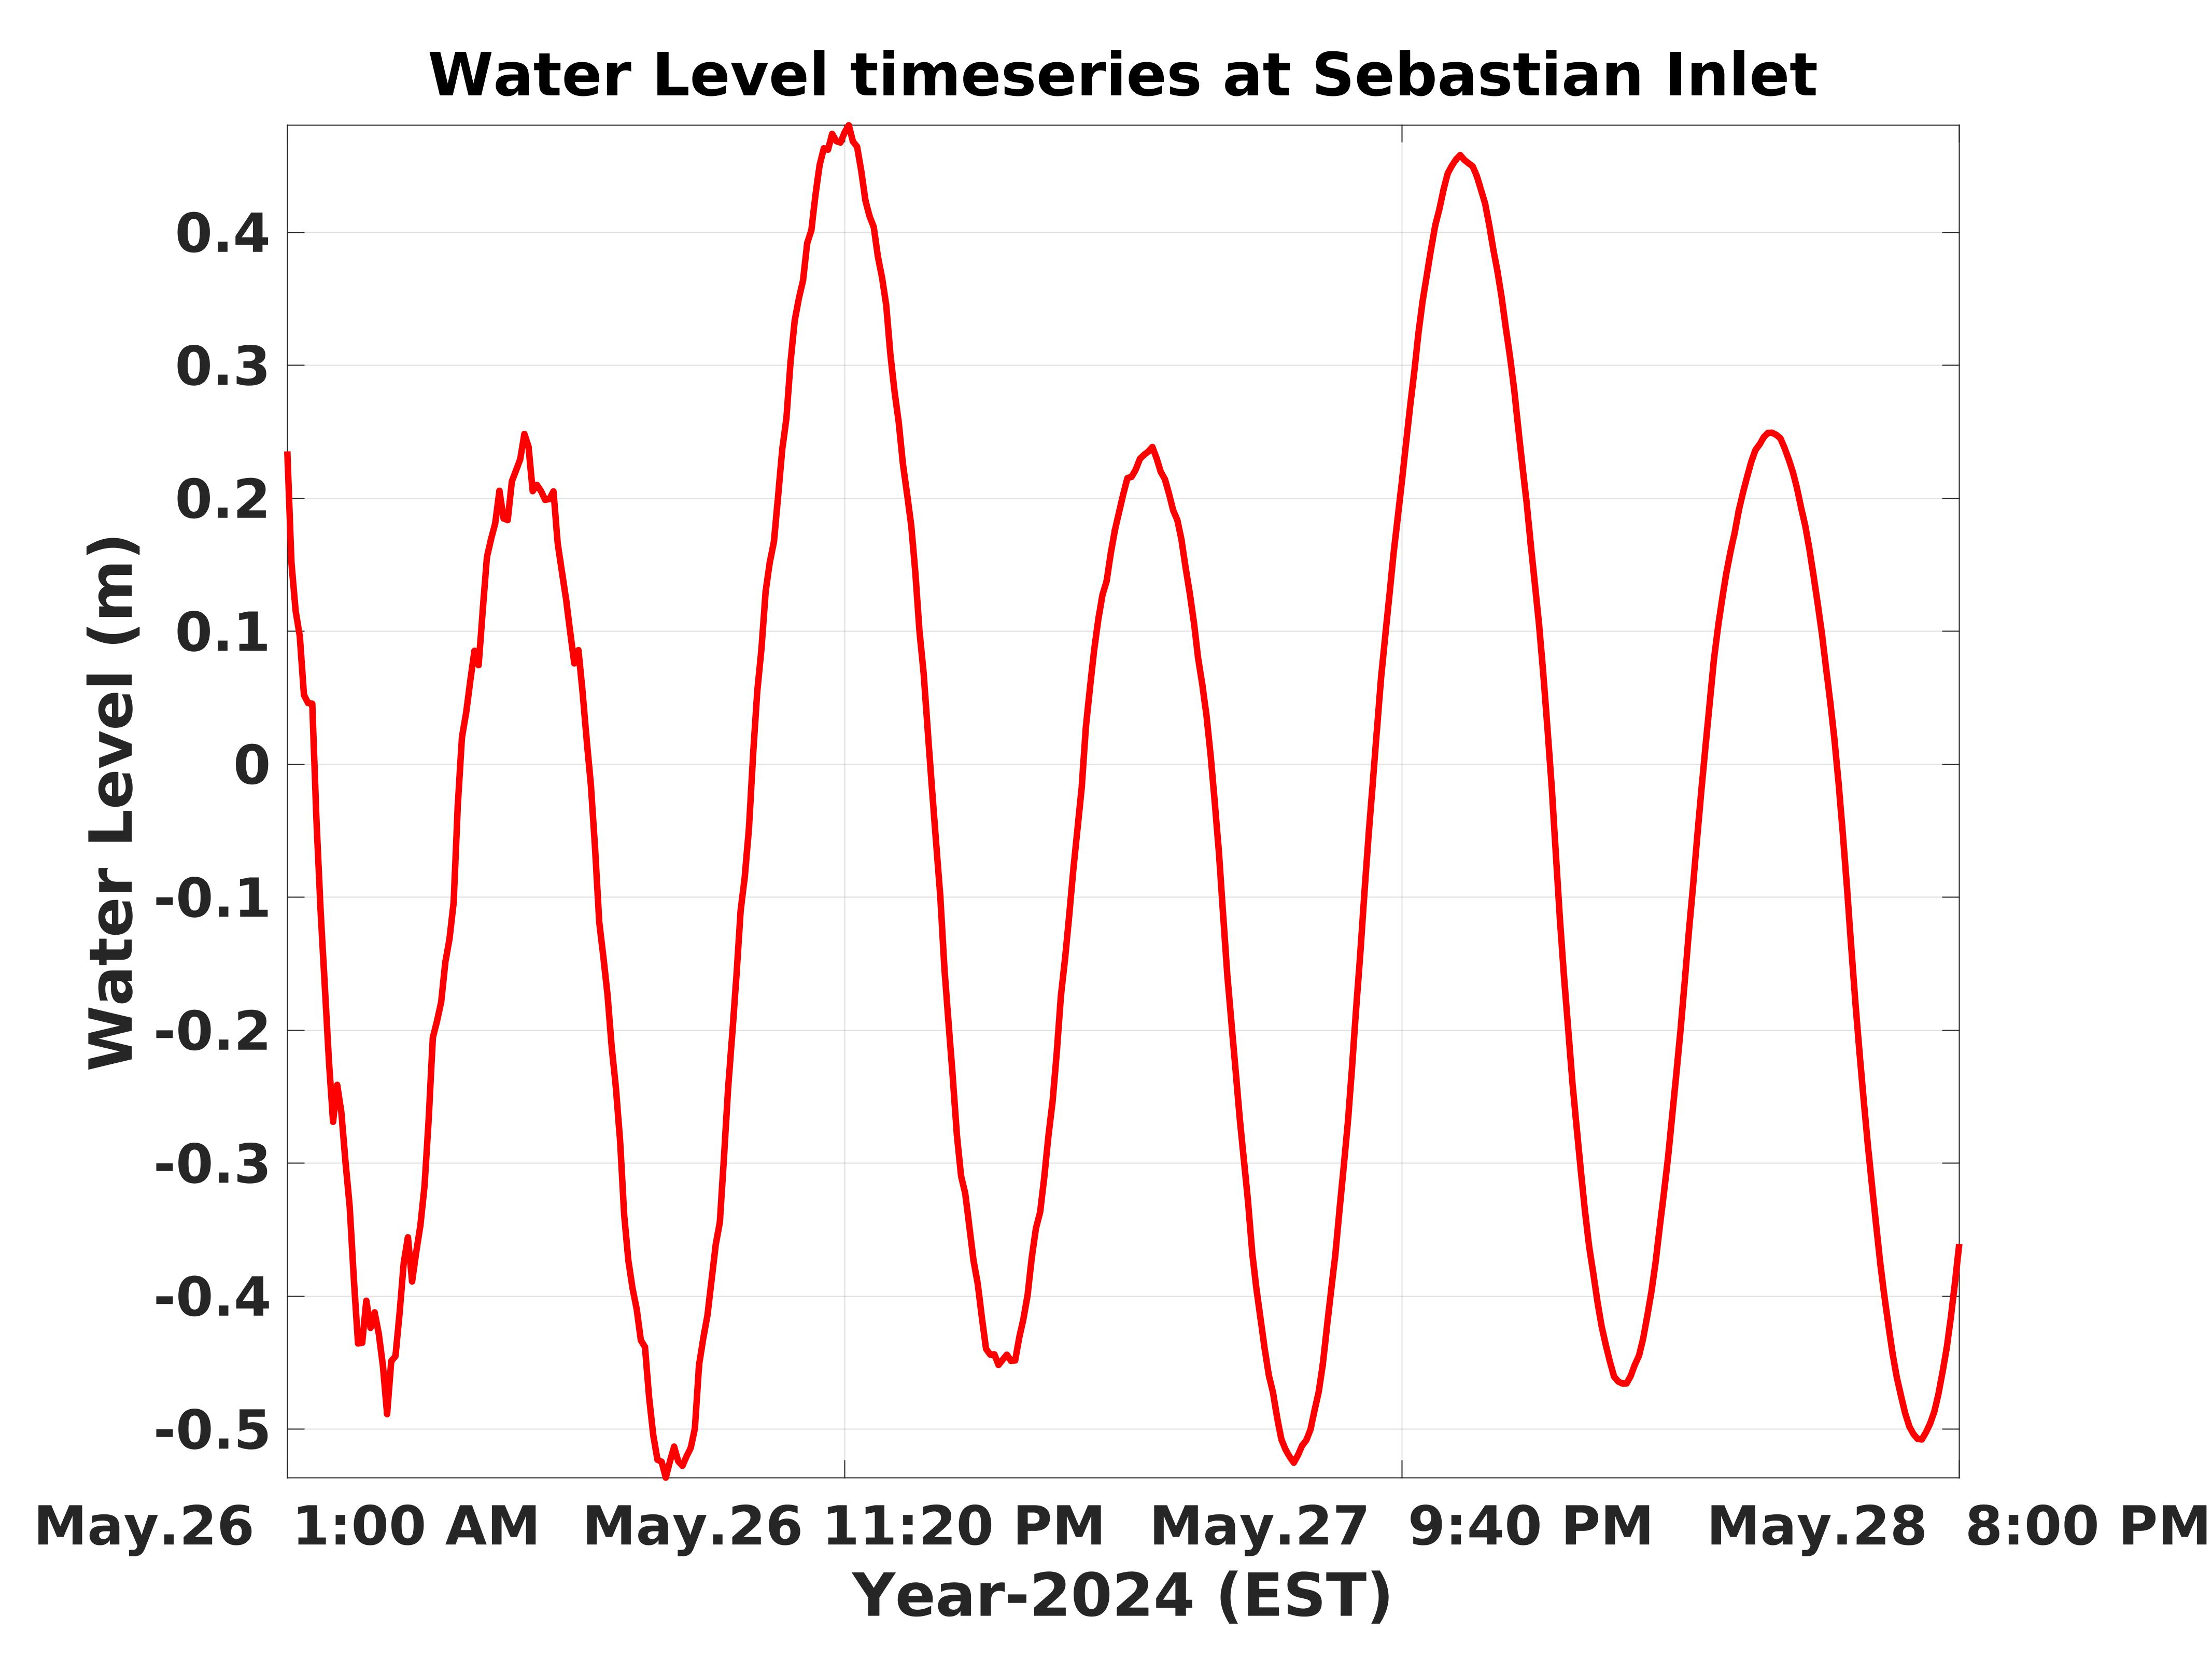 Water Level timeseries at Sebastian Inlet
Water Level (m)
0.4
0.3
0.2
0.1
0
-0.1
-0.2
-0.3
-0.4
-0.5
May.26 1:00 AM May.26 11:20 PM May.27 9:40 PM May.28 8:00 PM
Year-2024 (EST)